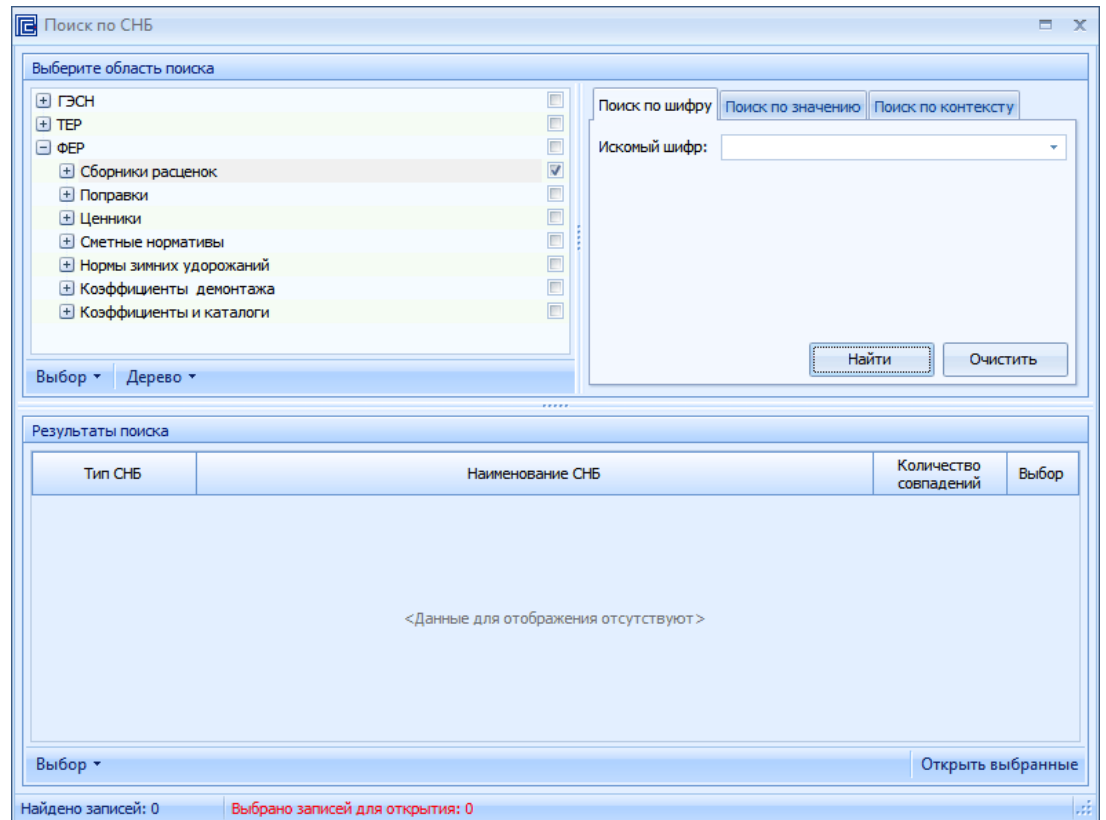 Поиск по СНБ
Выберите область поиска
ГЭСН
ТЕР
ФЕР
Сборники расценок
Поправки
Ценники
Сметные нормативы
Нормы зимних удорожаний
Коэффициенты демонтажа
Коэффициенты и каталоги
Выбор Дерево
Поиск по шифру Поиск по значению Поиск по контексту
Искомый шифр:
Найти Очистить
Результаты поиска
Тип СНБ Наименование СНБ Количество совпадений Выбор
<Данные для отображения отсутствуют>
Выбор Открыть выбранные
Найдено записей: 0 Выбрано записей для открытия: 0